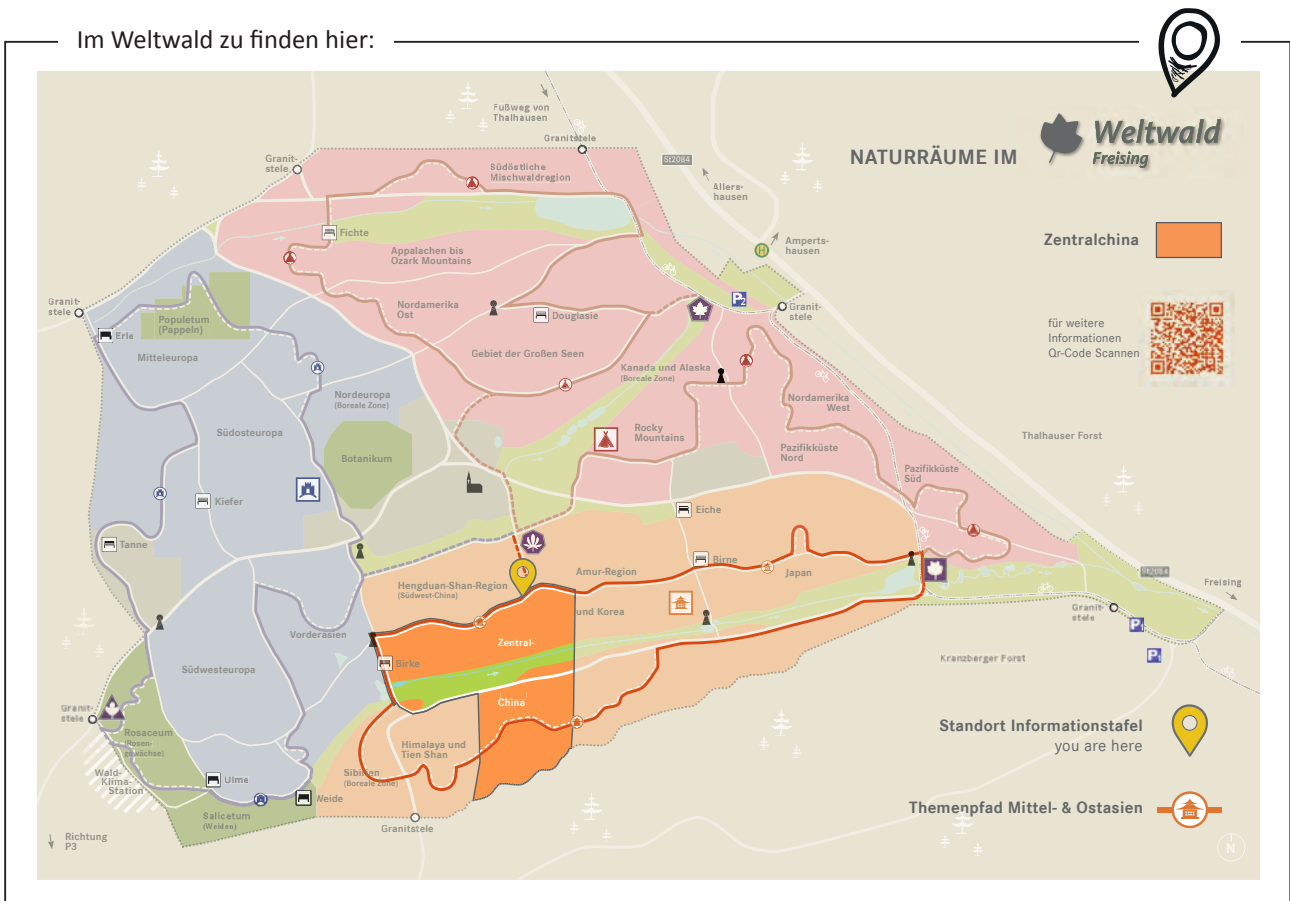 Im Weltwald zu finden hier:
Fußweg von
Thalhausen
Granitstele
Granit-
stele
Südöstliche
Mischwaldregion
St2084
NATURRÄUME IM
Weltwald
Freising
Allers-
hausen
Fichte
Appalachen bis
Ozark Mountains
H
Amperts-
hausen
Zentralchina
Granit-
stele
Populetum
(Pappeln)
Erle
Mitteleuropa
Nordamerika
Ost
Douglasie
P2
Granit-
stele
für weitere
Informationen
Qr-Code Scannen
Gebiet der Großen Seen
Kanada und Alaska
(Boreale Zone)
Nordeuropa
(Boreale Zone)
Nordamerika
West
Südosteuropa
Rocky
Mountains
Thalhauser Forst
Botanikum
Pazifikküste
Nord
Pazifikküste
Süd
Kiefer
Eiche
Tanne
Birne
Hengduan-Shan-Region
(Südwest-China)
Amur-Region
Japan
St2084
Freising
und Korea
Granit-
stele
P1
Vorderasien
Zentral-
Birke
Kranzberger Forst
P1
Südwesteuropa
China
Granit-
stele
Rosaceum
(Rosen-
gewächse)
Himalaya und
Tien Shan
Standort Informationstafel
you are here
Wald-
Klima-
Station
Ulme
Sibirien
(Boreale Zone)
Weide
Salicetum
(Weiden)
Granitstele
Themenpfad Mittel- & Ostasien
Richtung
P3
N